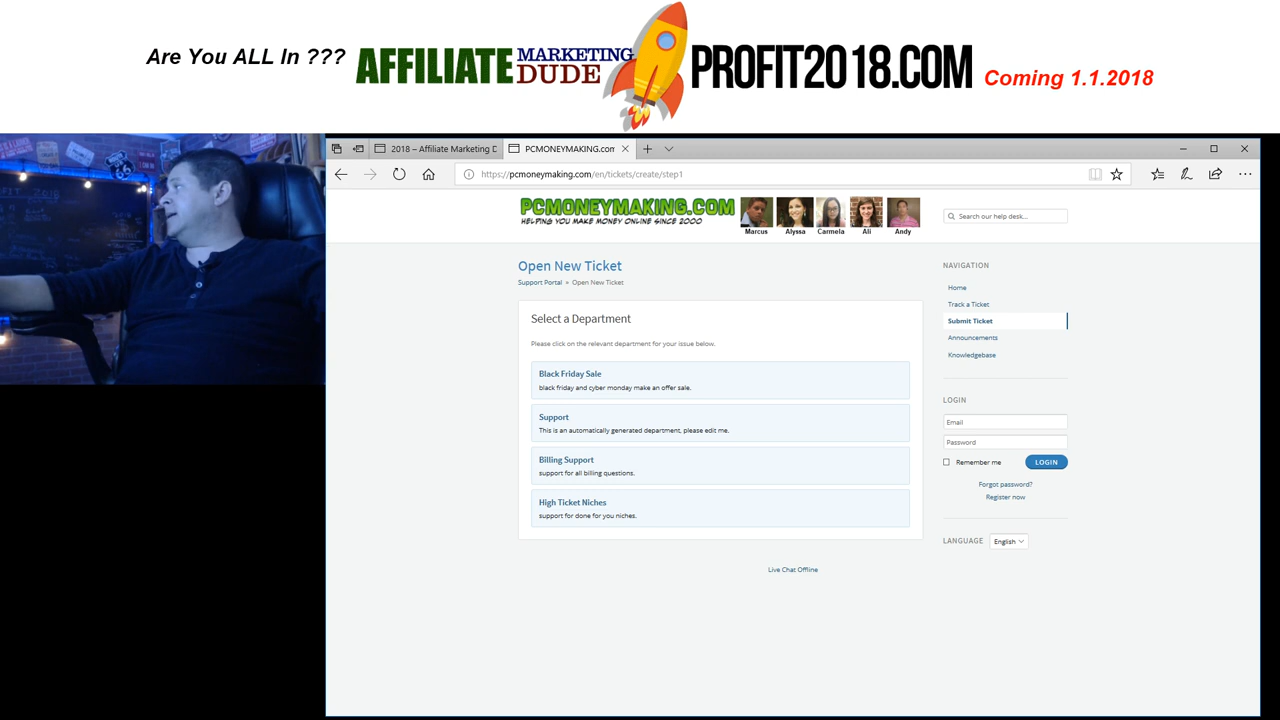 Are You ALL In ???
AFFILIATE MARKETING DUDE
PROFIT2018.COM
Coming 1.1.2018
2018 – Affiliate Marketing D
PCMONEYMAKING.com
https://pcmoneymaking.com/en/tickets/create/step1
PCMONEYMAKING.COM
HELPING YOU MAKE MONEY ONLINE SINCE 2000
Marcus Alyssa Carmela Ali Andy
Search our help desk...
Open New Ticket
Support Portal » Open New Ticket
Select a Department
Please click on the relevant department for your issue below.
Black Friday Sale
black friday and cyber monday make an offer sale.
Support
This is an automatically generated department, please edit me.
Billing Support
support for all billing questions.
High Ticket Niches
support for done for you niches.
Live Chat Offline
NAVIGATION
Home
Track a Ticket
Submit Ticket
Announcements
Knowledgebase
LOGIN
Email
Password
Remember me
LOGIN
Forgot password?
Register now
LANGUAGE English